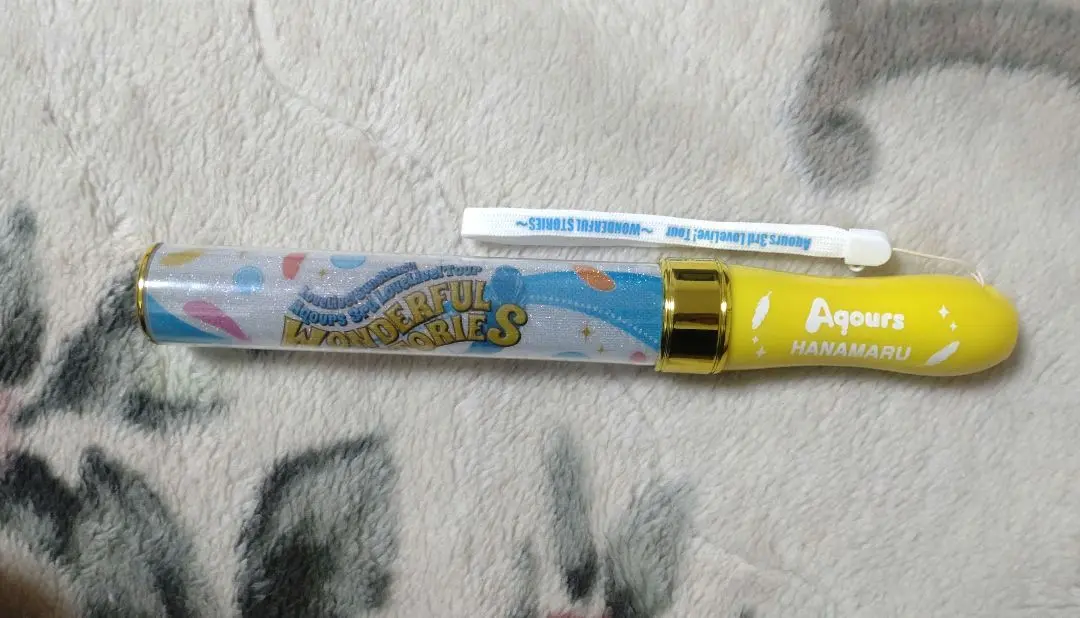 Aqours 3rd LoveLive! Tour ～WONDERFUL STORIES～
Aqours 3rd LoveLive! Tour
WONDERFUL
STORIES
Aqours
HANAMARU